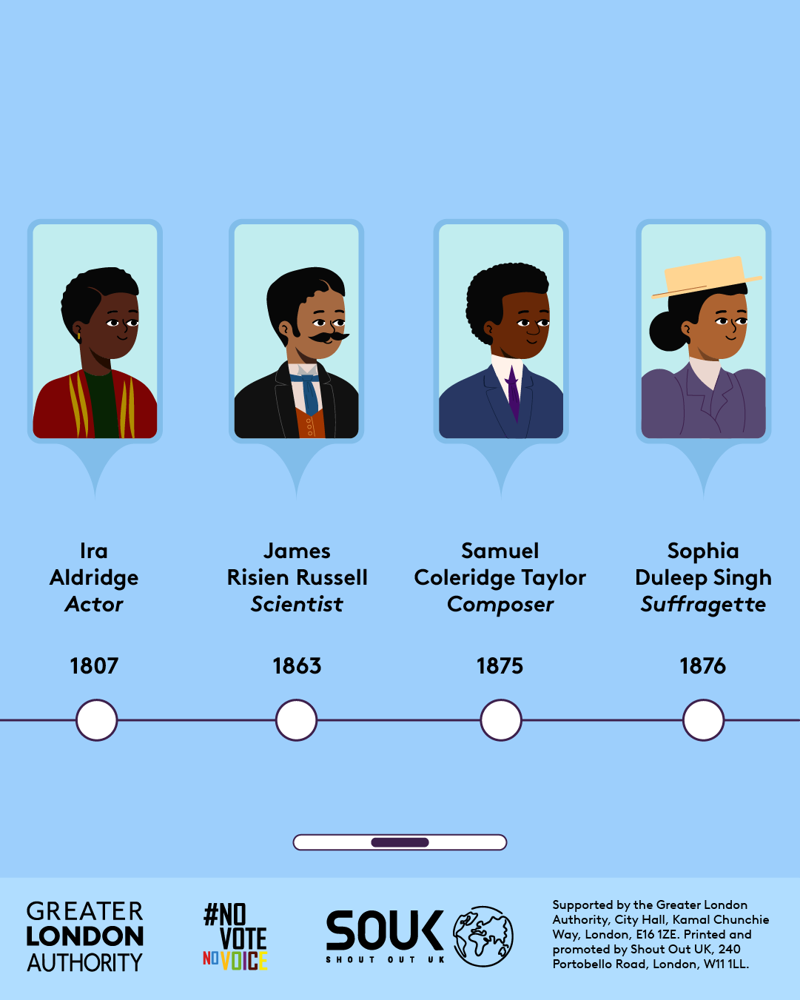 Ira
Aldridge
Actor
James
Risien Russell
Scientist
Samuel
Coleridge Taylor
Composer
Sophia
Duleep Singh
Suffragette
1807
1863
1875
1876
GREATER
LONDON
AUTHORITY
#NO
VOTE
NOVOICE
SOUK
SHOUT OUT UK
Supported by the Greater London
Authority, City Hall, Kamal Chunchie
Way, London, E16 1ZE. Printed and
promoted by Shout Out UK, 240
Portobello Road, London, W11 1LL.